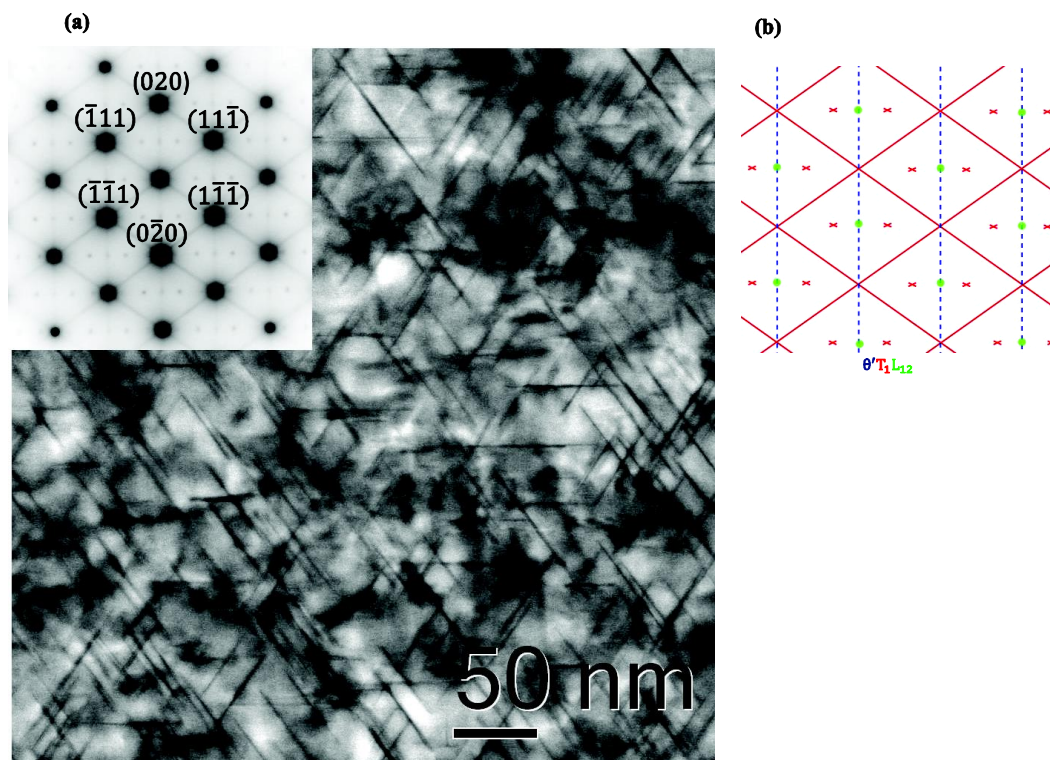 (a)
(b)
(020)
(1̄11) (111̄)
(1̄1̄1) (11̄1̄)
(02̄0)
θ′T₁L₁₂
50 nm